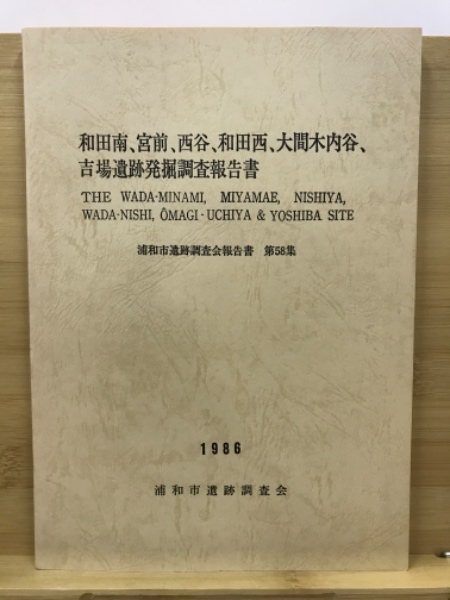 和田南、宮前、西谷、和田西、大間木内谷、
吉場遺跡発掘調査報告書
THE WADA-MINAMI, MIYAMAE, NISHIYA,
WADA-NISHI, ŌMAGI-UCHIYA & YOSHIBA SITE
浦和市遺跡調査会報告書 第58集
1986
浦和市遺跡調査会